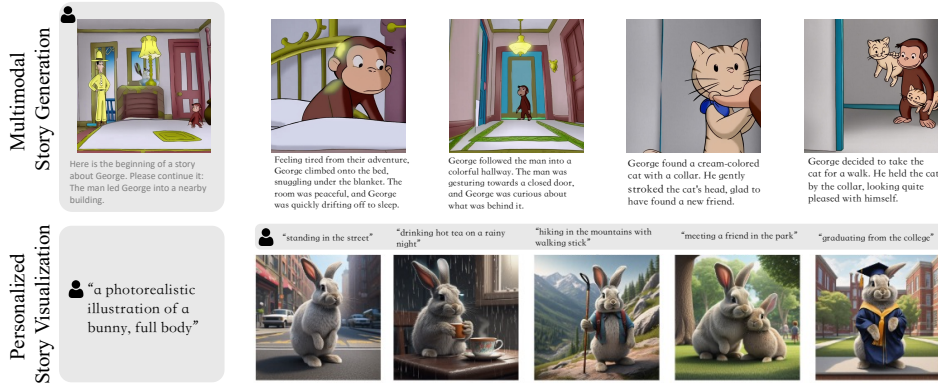 Multimodal
Story Generation
Here is the beginning of a story
about George. Please continue it:
The man led George into a nearby
building.
Feeling tired from their adventure,
George climbed onto the bed,
snuggling under the blanket. The
room was peaceful, and George
was quickly drifting off to sleep.
George followed the man into a
colorful hallway. The man was
gesturing towards a closed door,
and George was curious about
what was behind it.
George found a cream-colored
cat with a collar. He gently
stroked the cat's head, glad to
have found a new friend.
George decided to take the
cat for a walk. He held the cat
by the collar, looking quite
pleased with himself.
Personalized
Story Visualization
"a photorealistic
illustration of a
bunny, full body"
"standing in the street"
"drinking hot tea on a rainy
night"
"hiking in the mountains with
walking stick"
"meeting a friend in the park"
"graduating from the college"